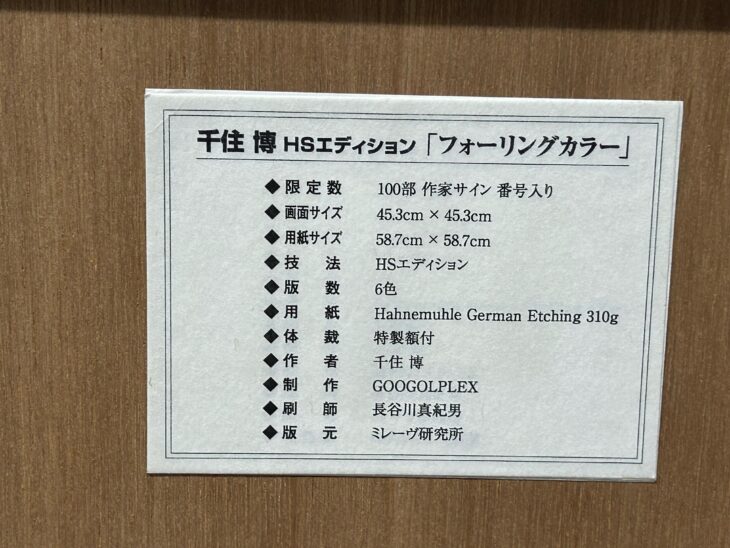 千住 博 HSエディション「フォーリングカラー」
◆限定数 100部 作家サイン 番号入り
◆画面サイズ 45.3cm × 45.3cm
◆用紙サイズ 58.7cm × 58.7cm
◆技法 HSエディション
◆版数 6色
◆用紙 Hahnemuhle German Etching 310g
◆体裁 特製額付
◆作者 千住 博
◆制作 GOOGOLPLEX
◆刷師 長谷川真紀男
◆版元 ミレーヴ研究所